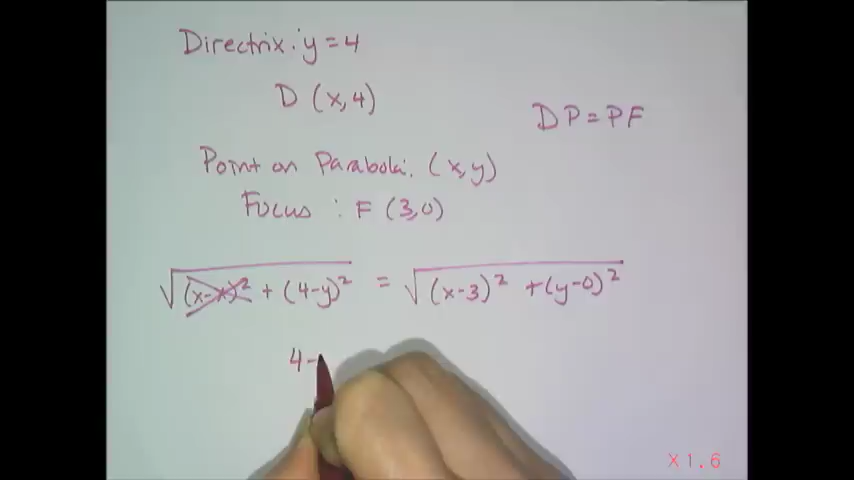 Directrix: y = 4
D (x, 4)
DP = PF
Point on Parabola: (x, y)
Focus : F (3, 0)
√((x-x)² + (4-y)²) = √((x-3)² + (y-0)²)
4-
X1.6